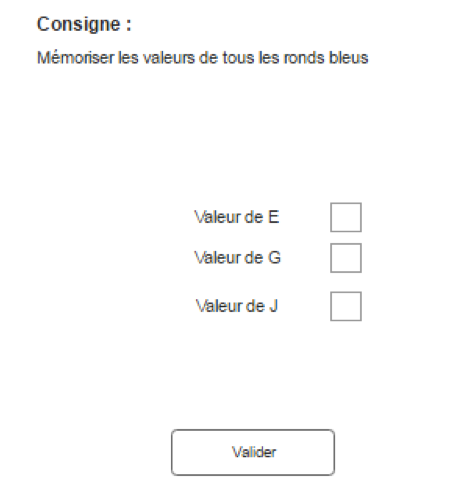 Consigne :
Mémoriser les valeurs de tous les ronds bleus
Valeur de E
Valeur de G
Valeur de J
Valider